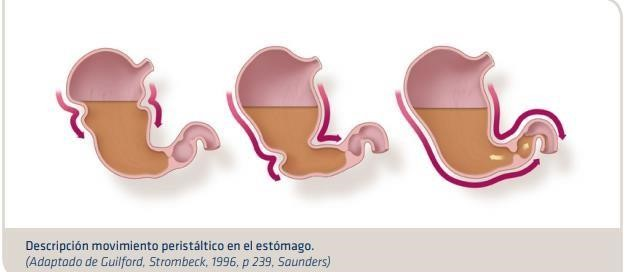 Descripción movimiento peristáltico en el estómago.
(Adaptado de Guilford, Strombeck, 1996, p 239, Saunders)